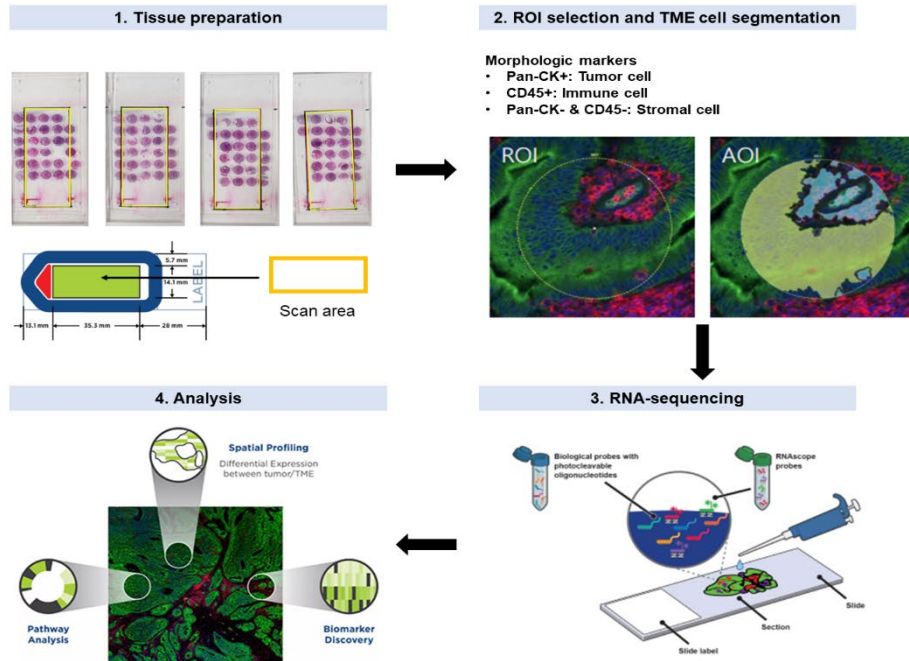 1. Tissue preparation
5.7 mm
14.1 mm
LABEL
13.1 mm
35.3 mm
28 mm
Scan area
2. ROI selection and TME cell segmentation
Morphologic markers
• Pan-CK+: Tumor cell
• CD45+: Immune cell
• Pan-CK- & CD45-: Stromal cell
ROI
AOI
3. RNA-sequencing
Biological probes with
photocleavable
oligonucleotides
RNAscope
probes
Slide
Section
Slide label
4. Analysis
Spatial Profiling
Differential Expression
between tumor/TME
Pathway
Analysis
Biomarker
Discovery